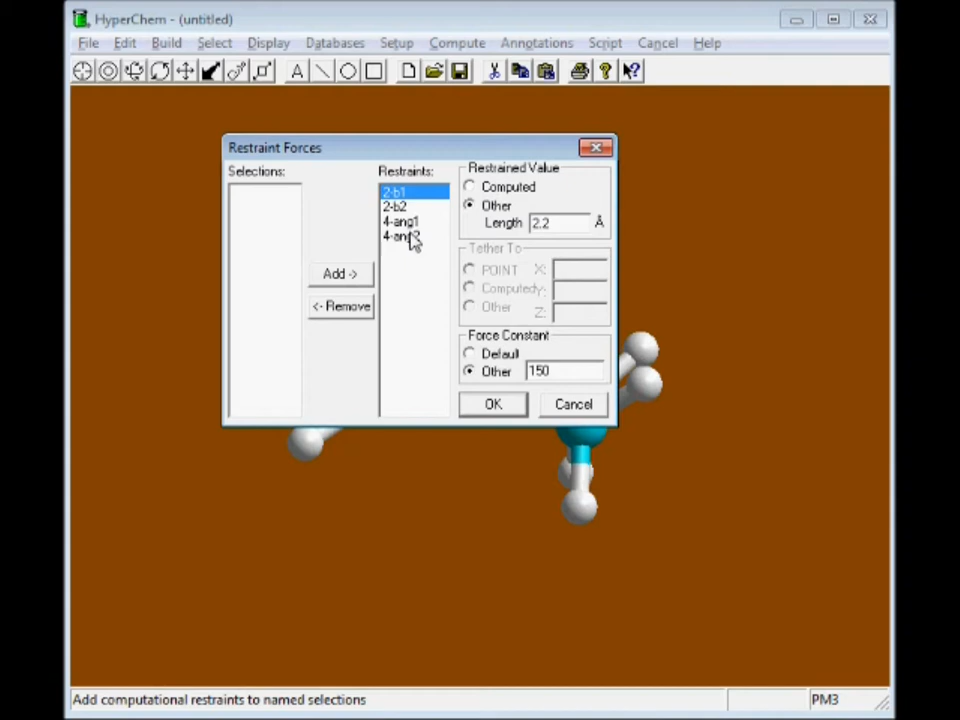 HyperChem - (untitled)
File Edit Build Select Display Databases Setup Compute Annotations Script Cancel Help
A
Restraint Forces
Selections:
Restraints:
2-b1
2-b2
4-ang1
4-ang2
Add ->
<- Remove
Restrained Value
Computed
Other
Length 2.2 Å
Tether To
POINT X:
Computed Y:
Other Z:
Force Constant
Default
Other 150
OK Cancel
Add computational restraints to named selections PM3